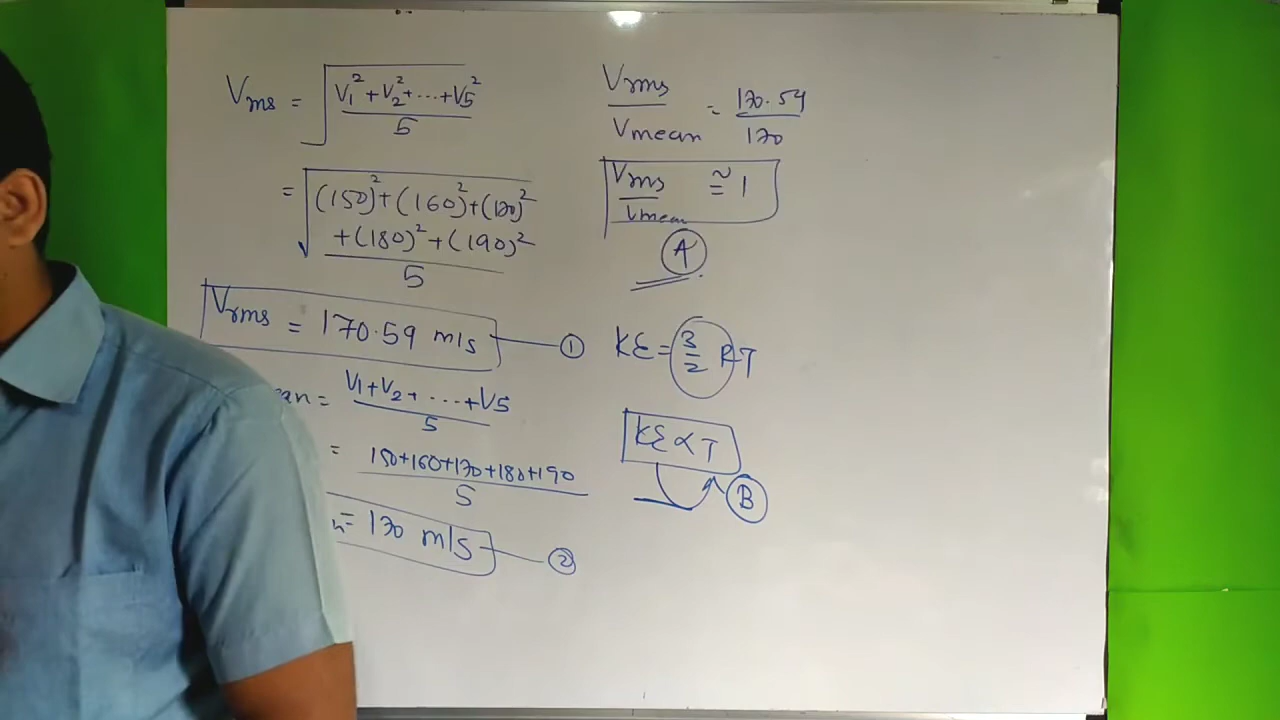 Vrms = √(V1² + V2² + ... + V5² / 5)
= √((150)² + (160)² + (170)² + (180)² + (190)² / 5)
Vrms = 170.59 m/s — ①
an = V1 + V2 + ... + V5 / 5
= 150+160+170+180+190 / 5
n = 170 m/s — ②
Vrms / Vmean = 170.59 / 170
Vrms / Vmean ≅ 1
A
KE = 3/2 RT
KE ∝ T
B